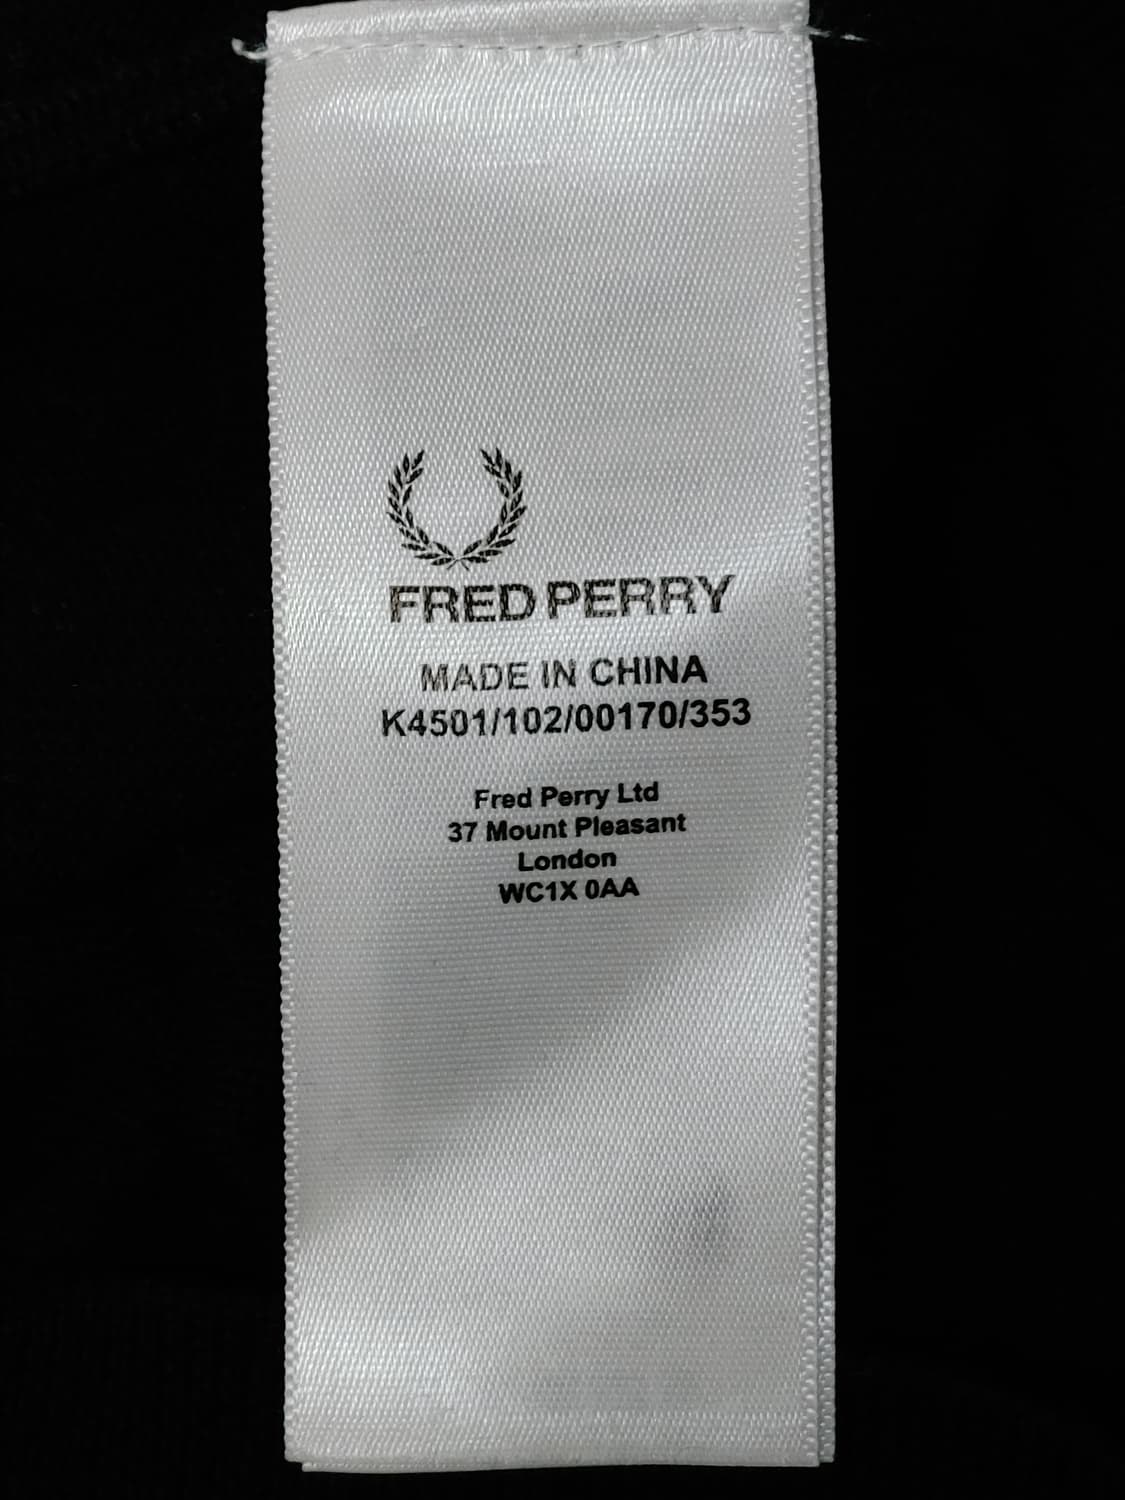 FRED PERRY
MADE IN CHINA
K4501/102/00170/353
Fred Perry Ltd
37 Mount Pleasant
London
WC1X 0AA